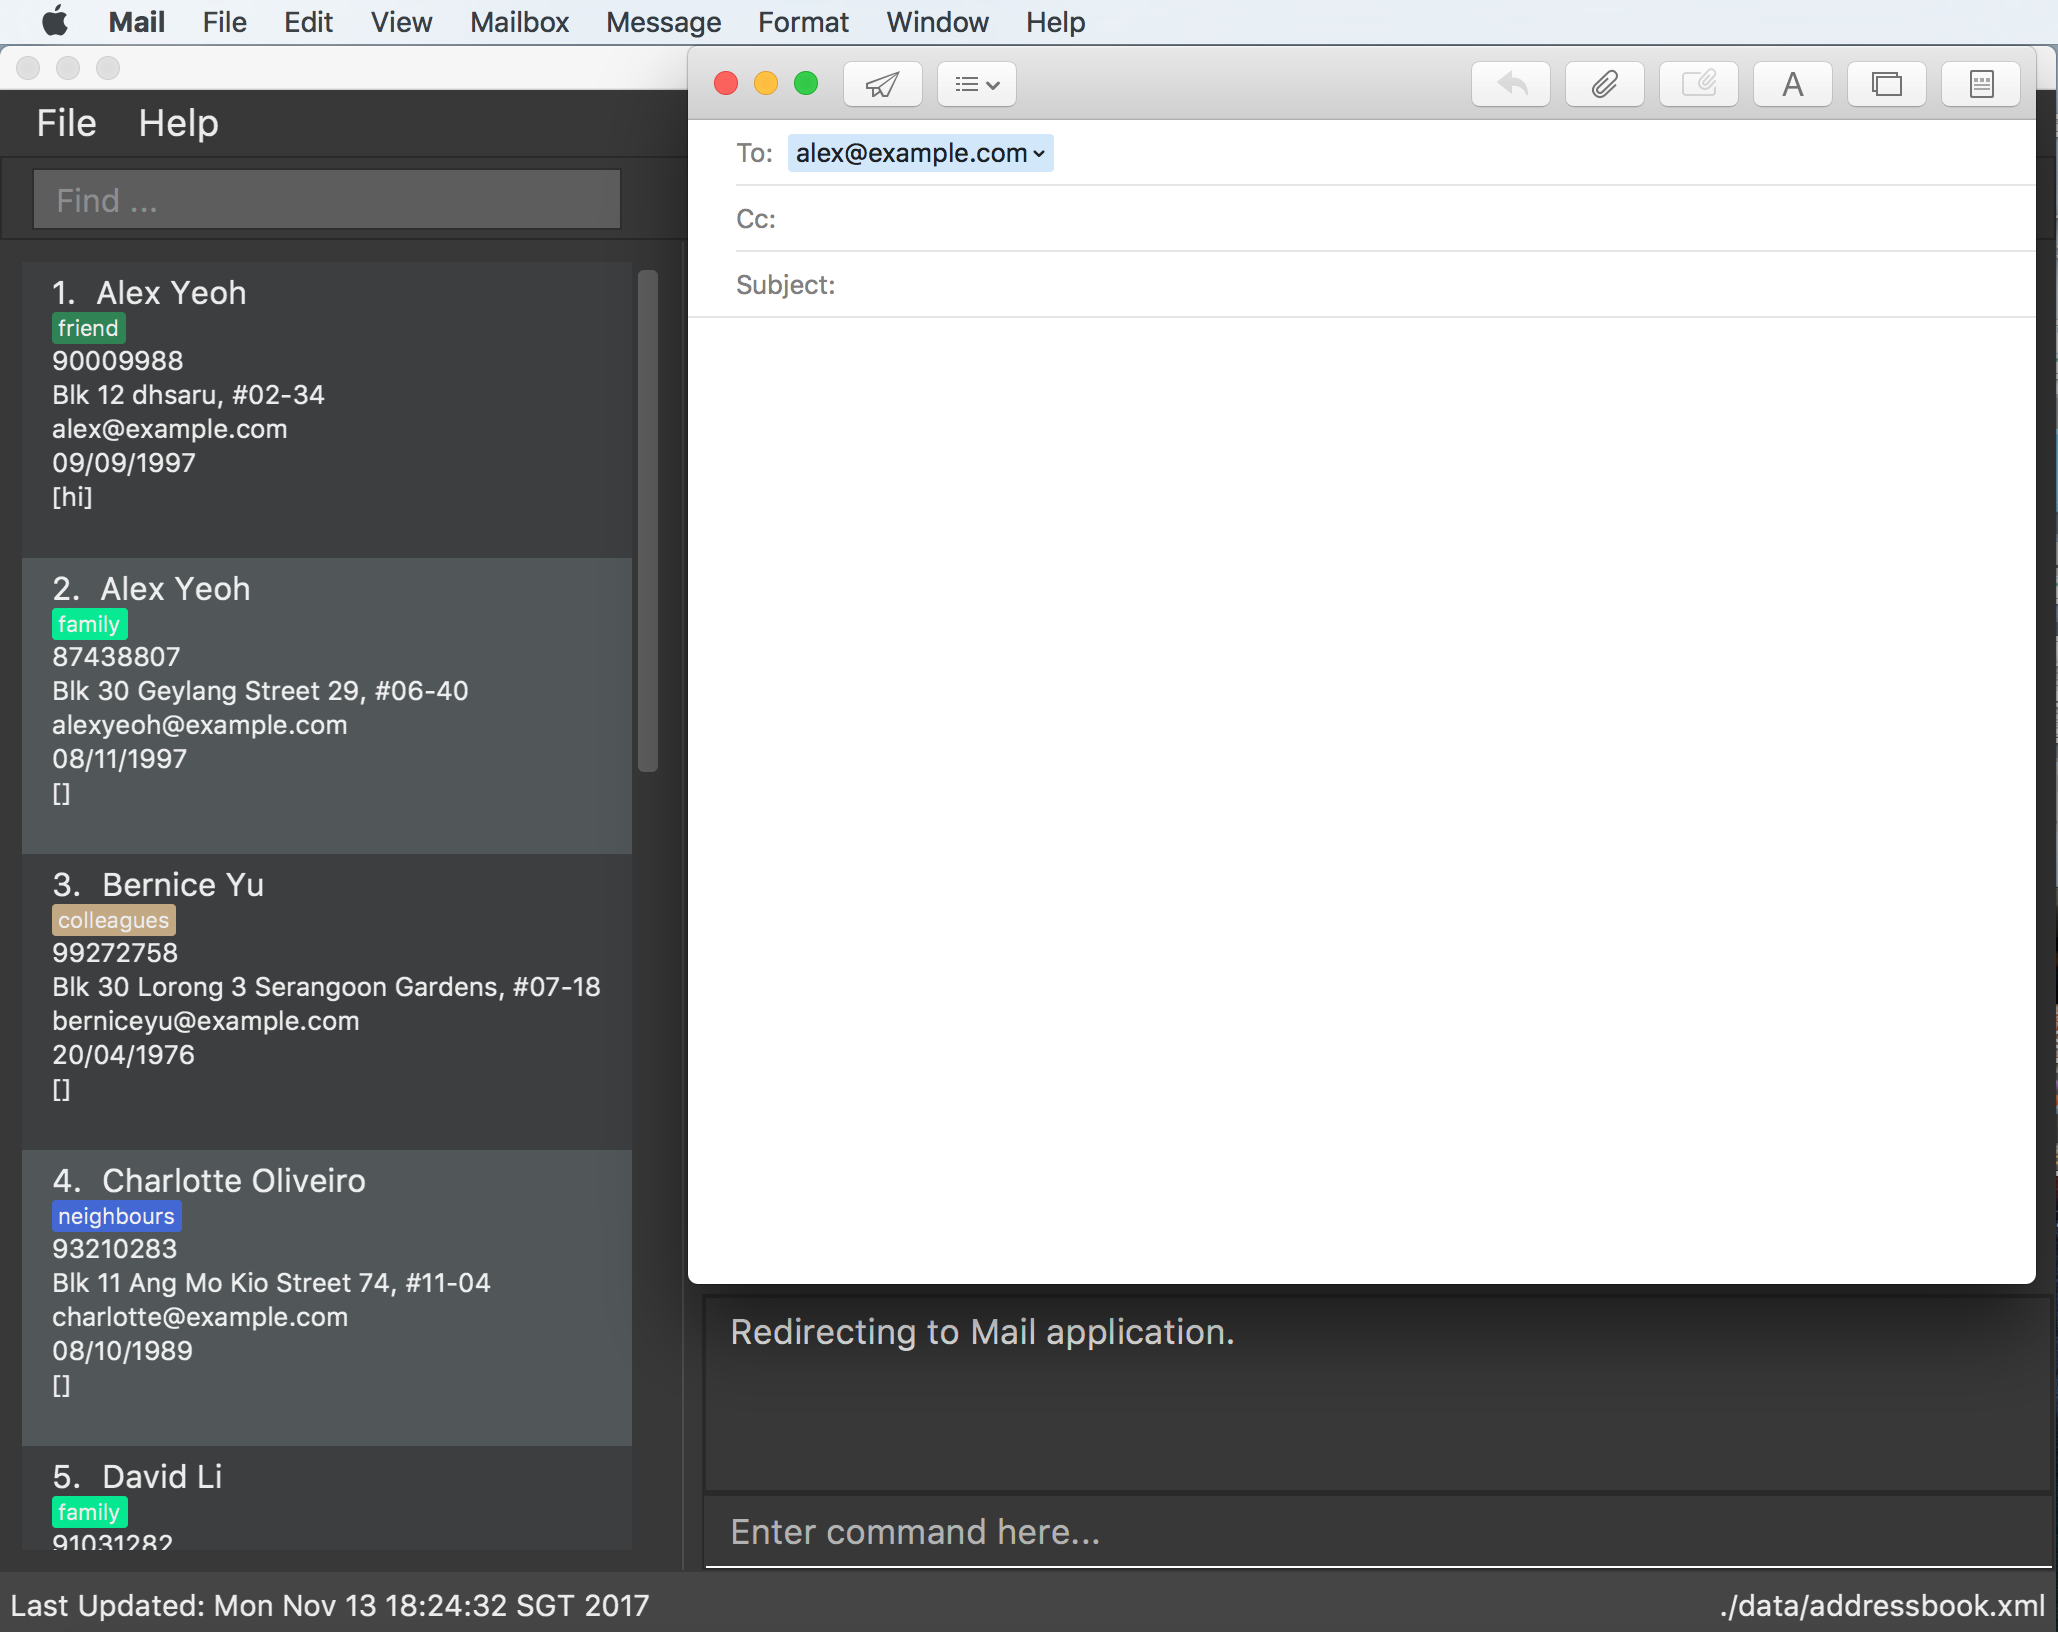 Mail File Edit View Mailbox Message Format Window Help
File Help
Find ...
1. Alex Yeoh
friend
90009988
Blk 12 dhsaru, #02-34
alex@example.com
09/09/1997
[hi]
2. Alex Yeoh
family
87438807
Blk 30 Geylang Street 29, #06-40
alexyeoh@example.com
08/11/1997
[]
3. Bernice Yu
colleagues
99272758
Blk 30 Lorong 3 Serangoon Gardens, #07-18
berniceyu@example.com
20/04/1976
[]
4. Charlotte Oliveiro
neighbours
93210283
Blk 11 Ang Mo Kio Street 74, #11-04
charlotte@example.com
08/10/1989
[]
5. David Li
family
91031282
To: alex@example.com
Cc:
Subject:
Redirecting to Mail application.
Enter command here...
Last Updated: Mon Nov 13 18:24:32 SGT 2017
./data/addressbook.xml